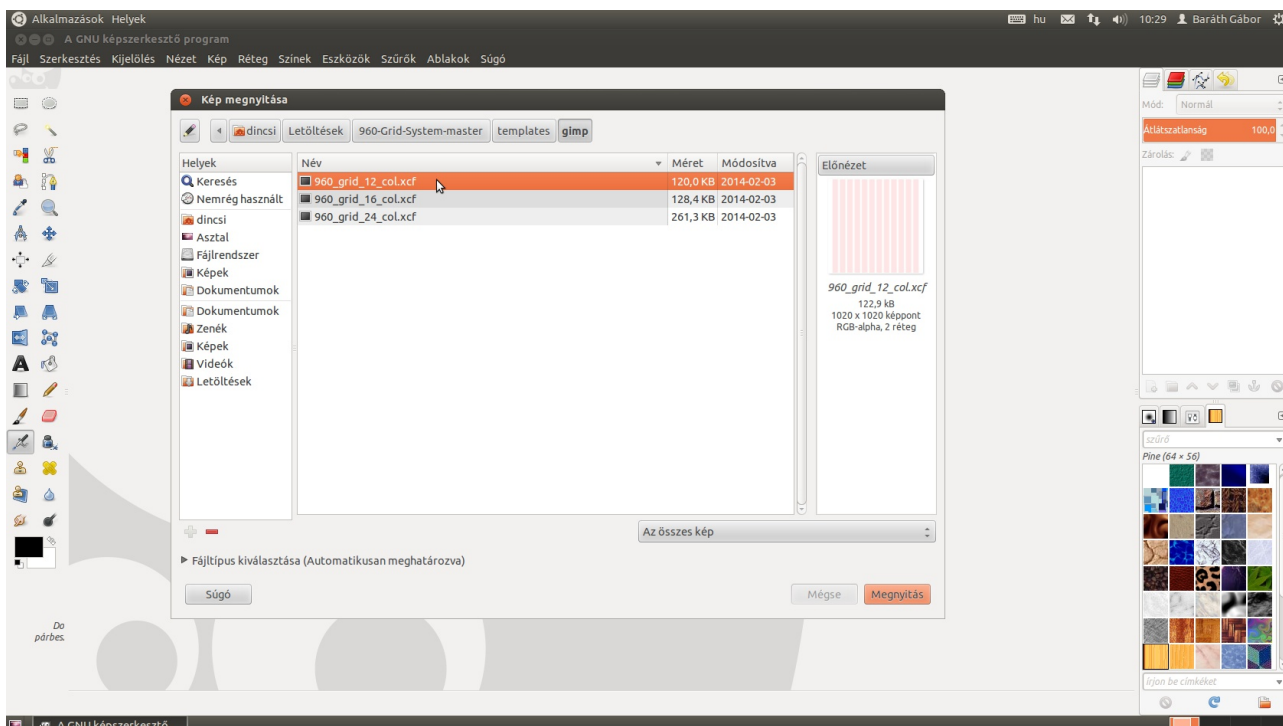 Alkalmazások Helyek hu 10:29 Baráth Gábor
A GNU képszerkesztő program
Fájl Szerkesztés Kijelölés Nézet Kép Réteg Színek Eszközök Szűrők Ablakok Súgó
Kép megnyitása
dincsi Letöltések 960-Grid-System-master templates gimp
Helyek
Keresés
Nemrég használt
dincsi
Asztal
Fájlrendszer
Képek
Dokumentumok
Dokumentumok
Zenék
Képek
Videók
Letöltések
Név Méret Módosítva
960_grid_12_col.xcf 120,0 KB 2014-02-03
960_grid_16_col.xcf 128,4 KB 2014-02-03
960_grid_24_col.xcf 261,3 KB 2014-02-03
Előnézet
960_grid_12_col.xcf
122,9 kB
1020 x 1020 képpont
RGB-alpha, 2 réteg
Az összes kép
Fájltípus kiválasztása (Automatikusan meghatározva)
Súgó Mégse Megnyitás
Do
párbes.
Mód: Normál
Átlátszatlanság 100,0
Zárolás:
szűrő
Pine (64 × 56)
írjon be címkéket
A GNU képszerkesztő